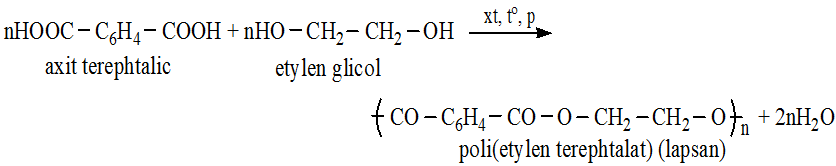 nHOOC – C₆H₄ – COOH + nHO – CH₂ – CH₂ – OH xt, tº, p
axit terephtalic etylen glicol
( CO – C₆H₄ – CO – O – CH₂ – CH₂ – O )n + 2nH₂O
poli(etylen terephtalat) (lapsan)